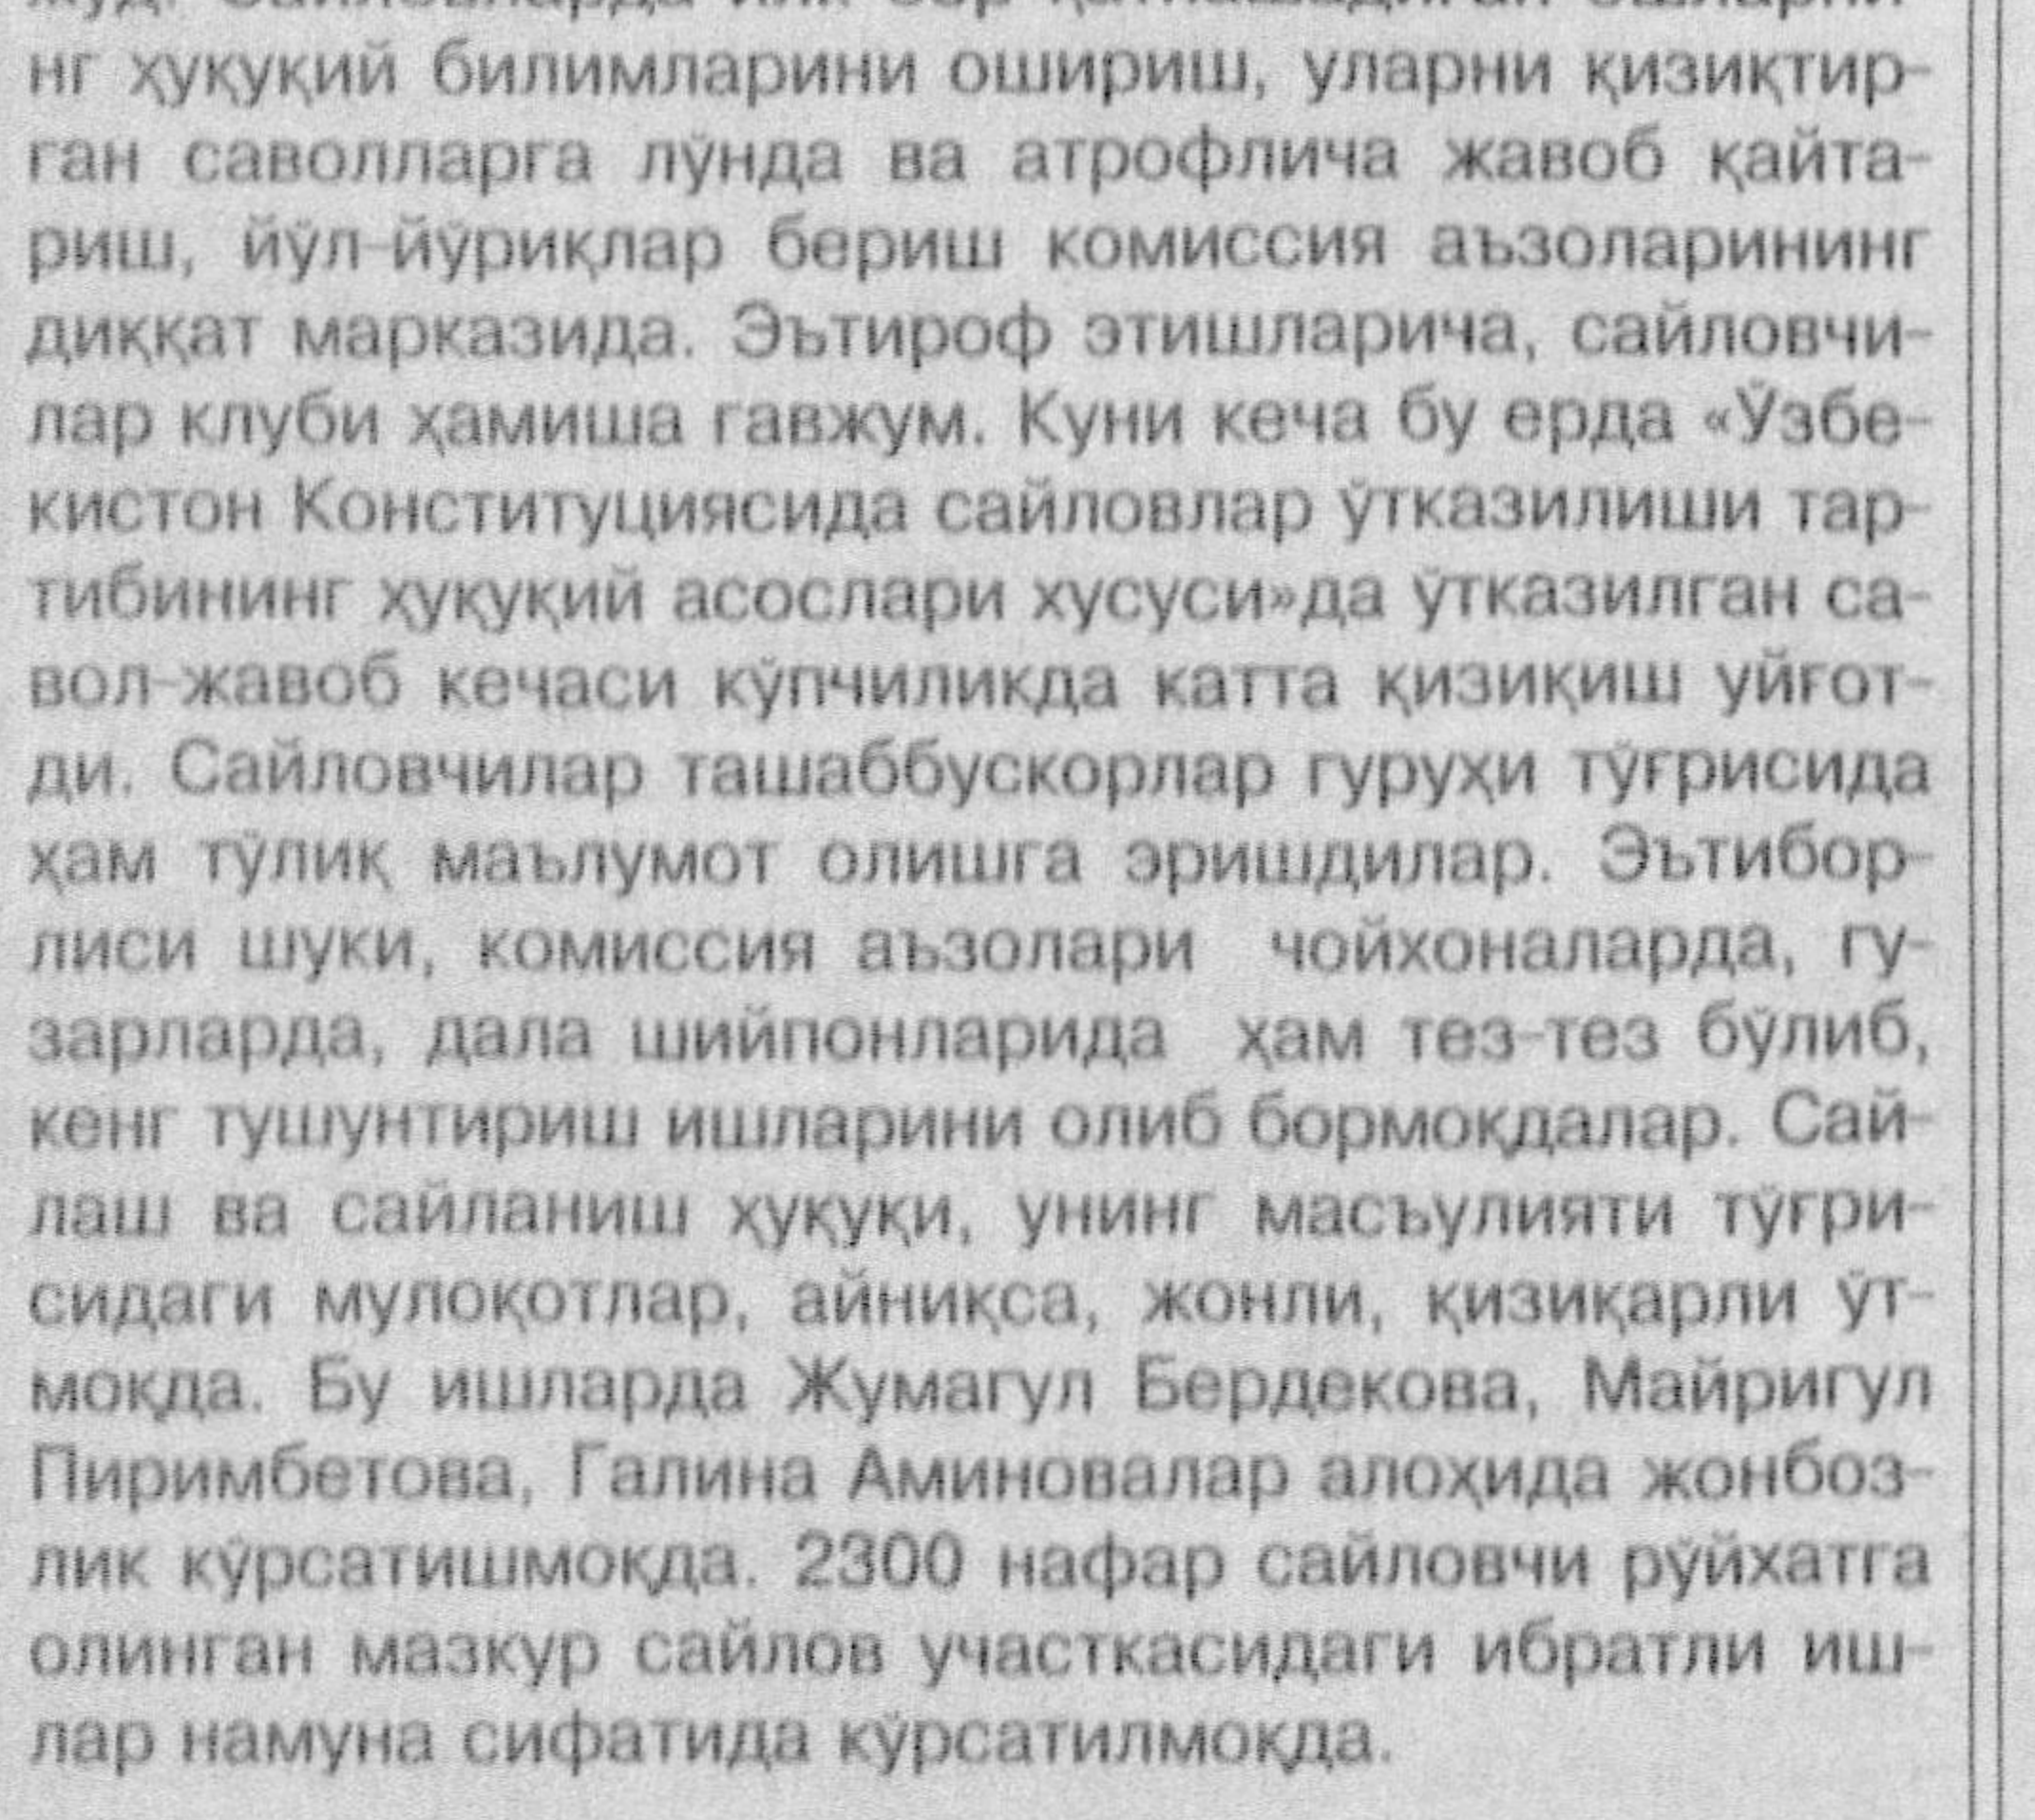 нг ҳуқуқий билимларини ошириш, уларни қизиқтир-
ган саволларга лўнда ва атрофлича жавоб қайта-
риш, йўл-йўриқлар бериш комиссия аъзоларининг
диққат марказида. Эътироф этишларича, сайловчи-
лар клуби ҳамиша гавжум. Куни кеча бу ерда «Ўзбе-
кистон Конституциясида сайловлар ўтказилиши тар-
тибининг ҳуқуқий асослари хусуси»да ўтказилган са-
вол-жавоб кечаси кўпчиликда катта қизиқиш уйғот-
ди. Сайловчилар ташаббускорлар гуруҳи тўғрисида
ҳам тўлиқ маълумот олишга эришдилар. Эътибор-
лиси шуки, комиссия аъзолари чойхоналарда, гу-
зарларда, дала шийпонларида ҳам тез-тез бўлиб,
кенг тушунтириш ишларини олиб бормоқдалар. Сай-
лаш ва сайланиш ҳуқуқи, унинг масъулияти тўғри-
сидаги мулоқотлар, айниқса, жонли, қизиқарли ўт-
моқда. Бу ишларда Жумагул Бердекова, Майригул
Пиримбетова, Галина Аминовалар алоҳида жонбоз-
лик кўрсатишмоқда. 2300 нафар сайловчи рўйхатга
олинган мазкур сайлов участкасидаги ибратли иш-
лар намуна сифатида кўрсатилмоқда.